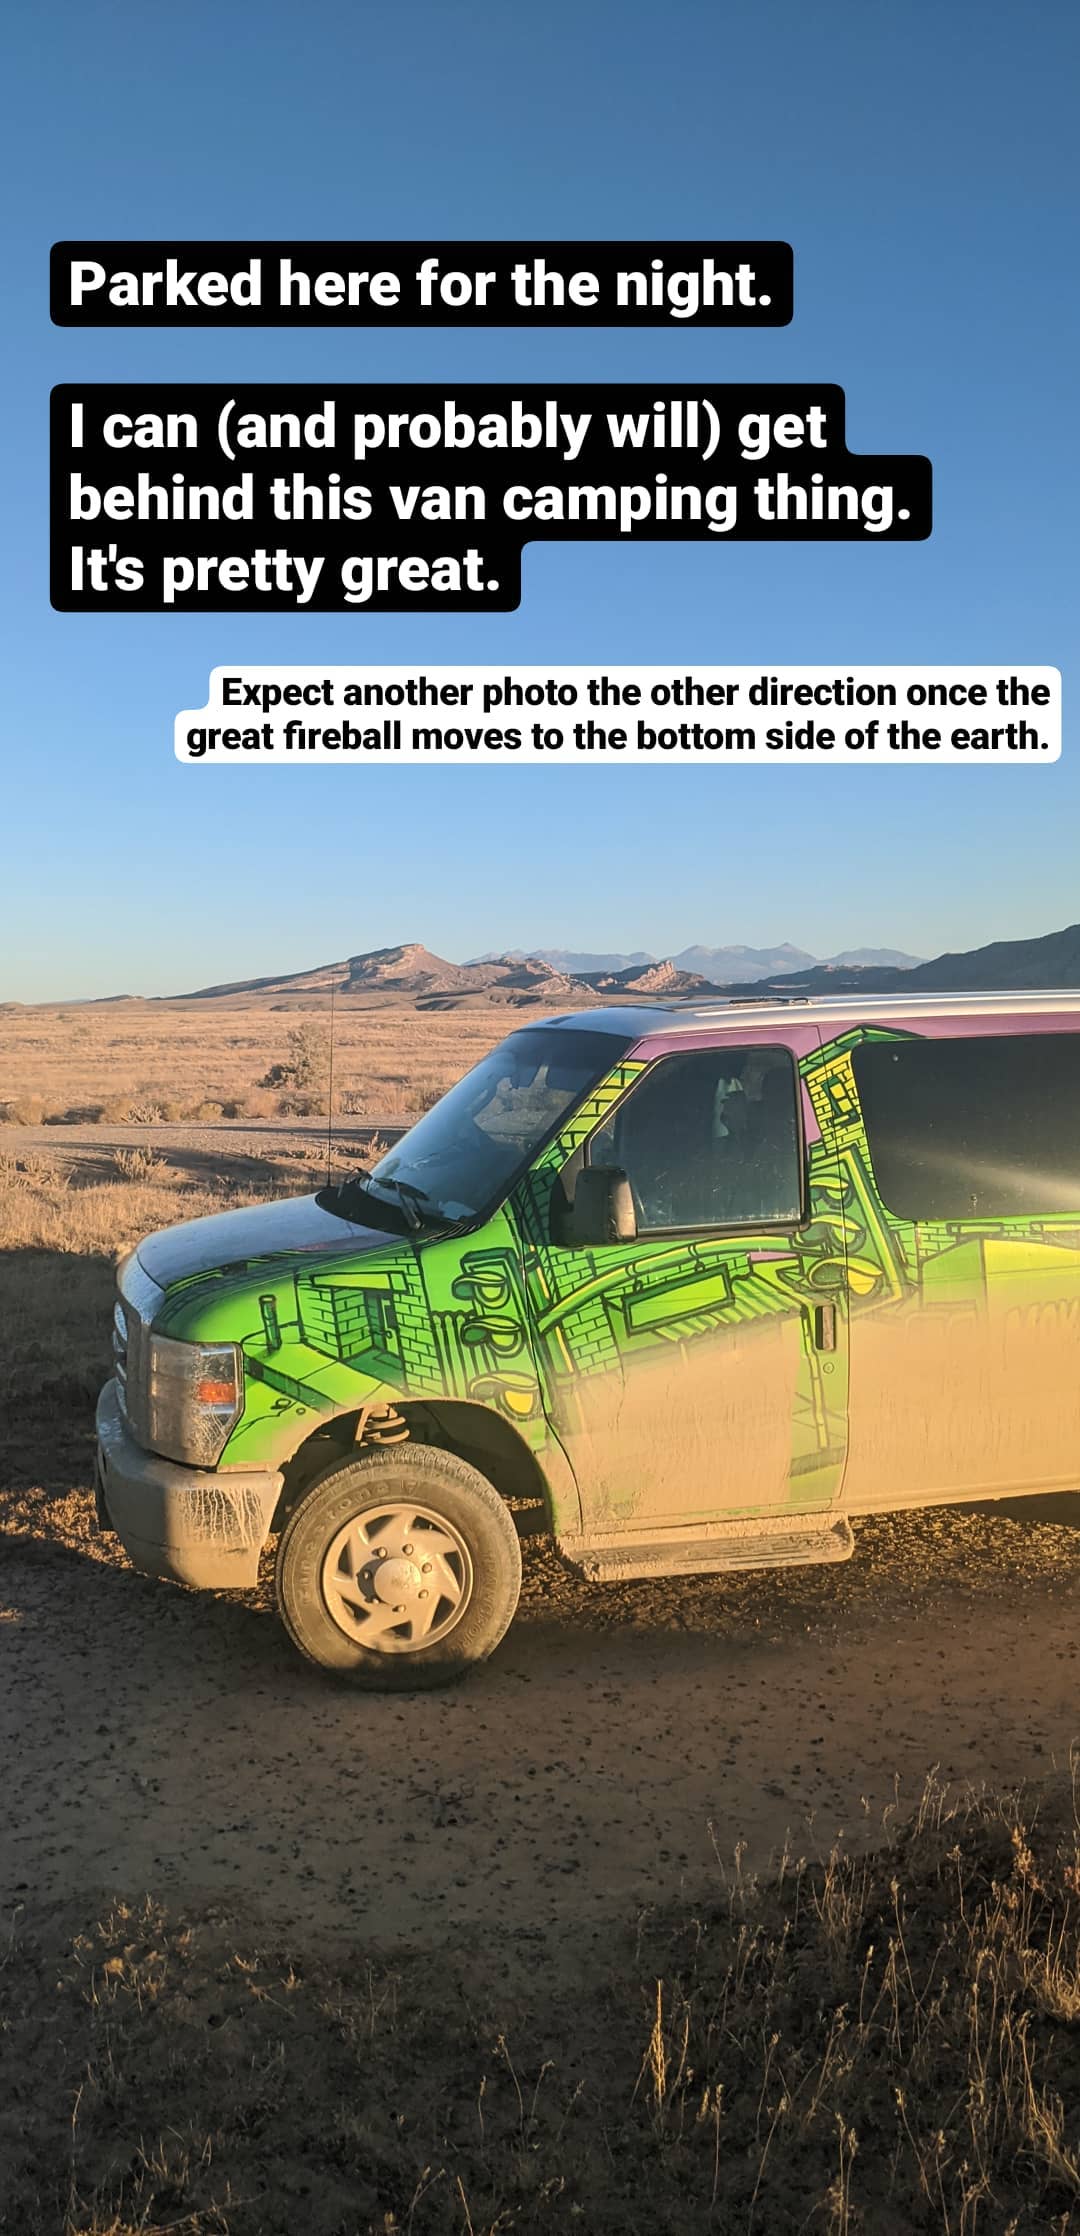 Parked here for the night.
I can (and probably will) get
behind this van camping thing.
It's pretty great.
Expect another photo the other direction once the
great fireball moves to the bottom side of the earth.